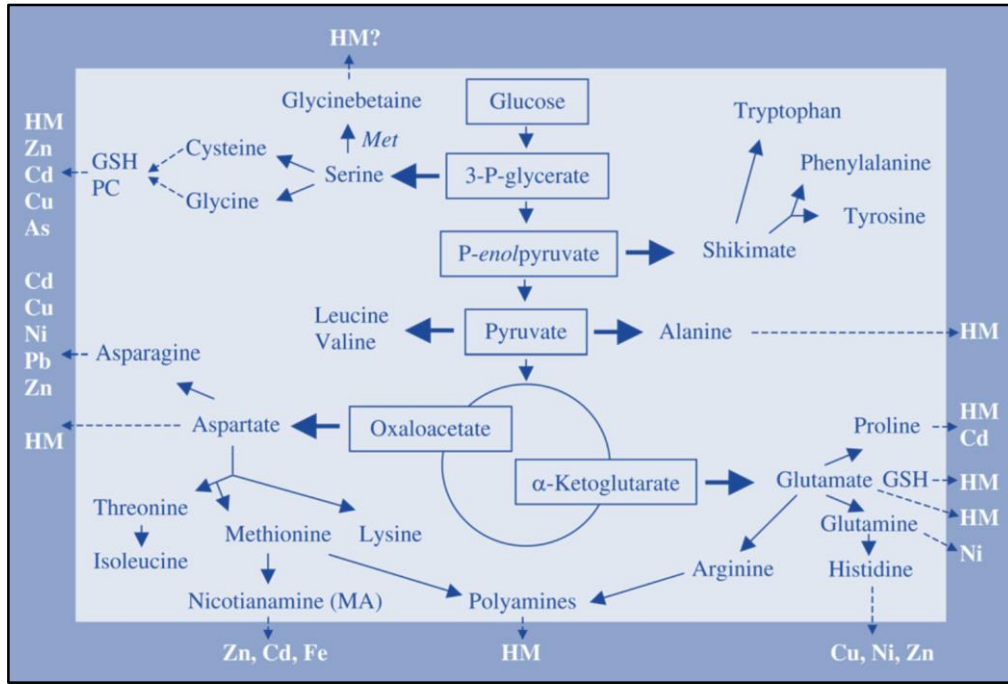 HM?
Glycinebetaine
Glucose
Tryptophan
HM
Zn
Cd
Cu
As
GSH
PC
Cysteine
Glycine
Met
Serine
3-P-glycerate
Phenylalanine
Tyrosine
P-enolpyruvate
Shikimate
Cd
Cu
Ni
Pb
Zn
Leucine
Valine
Pyruvate
Alanine
HM
Asparagine
HM
Aspartate
Oxaloacetate
Proline
HM
Cd
α-Ketoglutarate
Glutamate GSH
HM
HM
Threonine
Methionine
Lysine
Glutamine
Ni
Isoleucine
Arginine
Histidine
Nicotianamine (MA)
Polyamines
Zn, Cd, Fe
HM
Cu, Ni, Zn